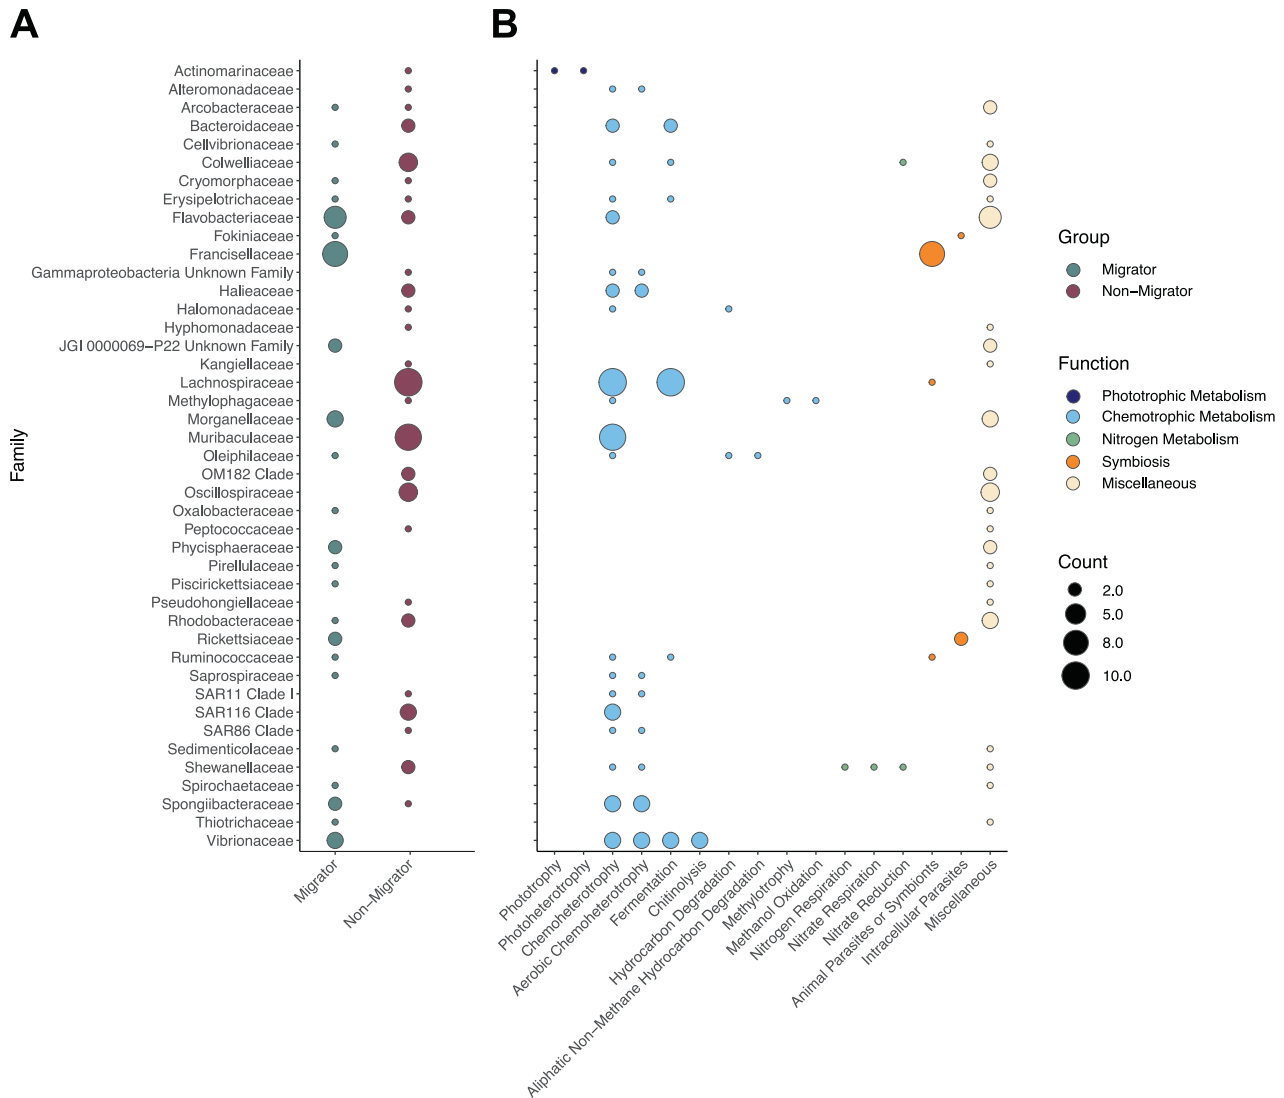 A
B
Actinomarinaceae
Alteromonadaceae
Arcobacteraceae
Bacteroidaceae
Cellvibrionaceae
Colwelliaceae
Cryomorphaceae
Erysipelotrichaceae
Flavobacteriaceae
Fokiniaceae
Francisellaceae
Gammaproteobacteria Unknown Family
Halieaceae
Halomonadaceae
Hyphomonadaceae
JGI 0000069−P22 Unknown Family
Kangiellaceae
Lachnospiraceae
Methylophagaceae
Morganellaceae
Muribaculaceae
Oleiphilaceae
OM182 Clade
Oscillospiraceae
Oxalobacteraceae
Peptococcaceae
Phycisphaeraceae
Pirellulaceae
Piscirickettsiaceae
Pseudohongiellaceae
Rhodobacteraceae
Rickettsiaceae
Ruminococcaceae
Saprospiraceae
SAR11 Clade I
SAR116 Clade
SAR86 Clade
Sedimenticolaceae
Shewanellaceae
Spirochaetaceae
Spongiibacteraceae
Thiotrichaceae
Vibrionaceae
Family
Migrator
Non−Migrator
Phototrophy
Photoheterotrophy
Chemoheterotrophy
Aerobic Chemoheterotrophy
Fermentation
Chitinolysis
Hydrocarbon Degradation
Aliphatic Non−Methane Hydrocarbon Degradation
Methylotrophy
Methanol Oxidation
Nitrogen Respiration
Nitrate Respiration
Nitrate Reduction
Animal Parasites or Symbionts
Intracellular Parasites
Miscellaneous
Group
Migrator
Non−Migrator
Function
Phototrophic Metabolism
Chemotrophic Metabolism
Nitrogen Metabolism
Symbiosis
Miscellaneous
Count
2.0
5.0
8.0
10.0